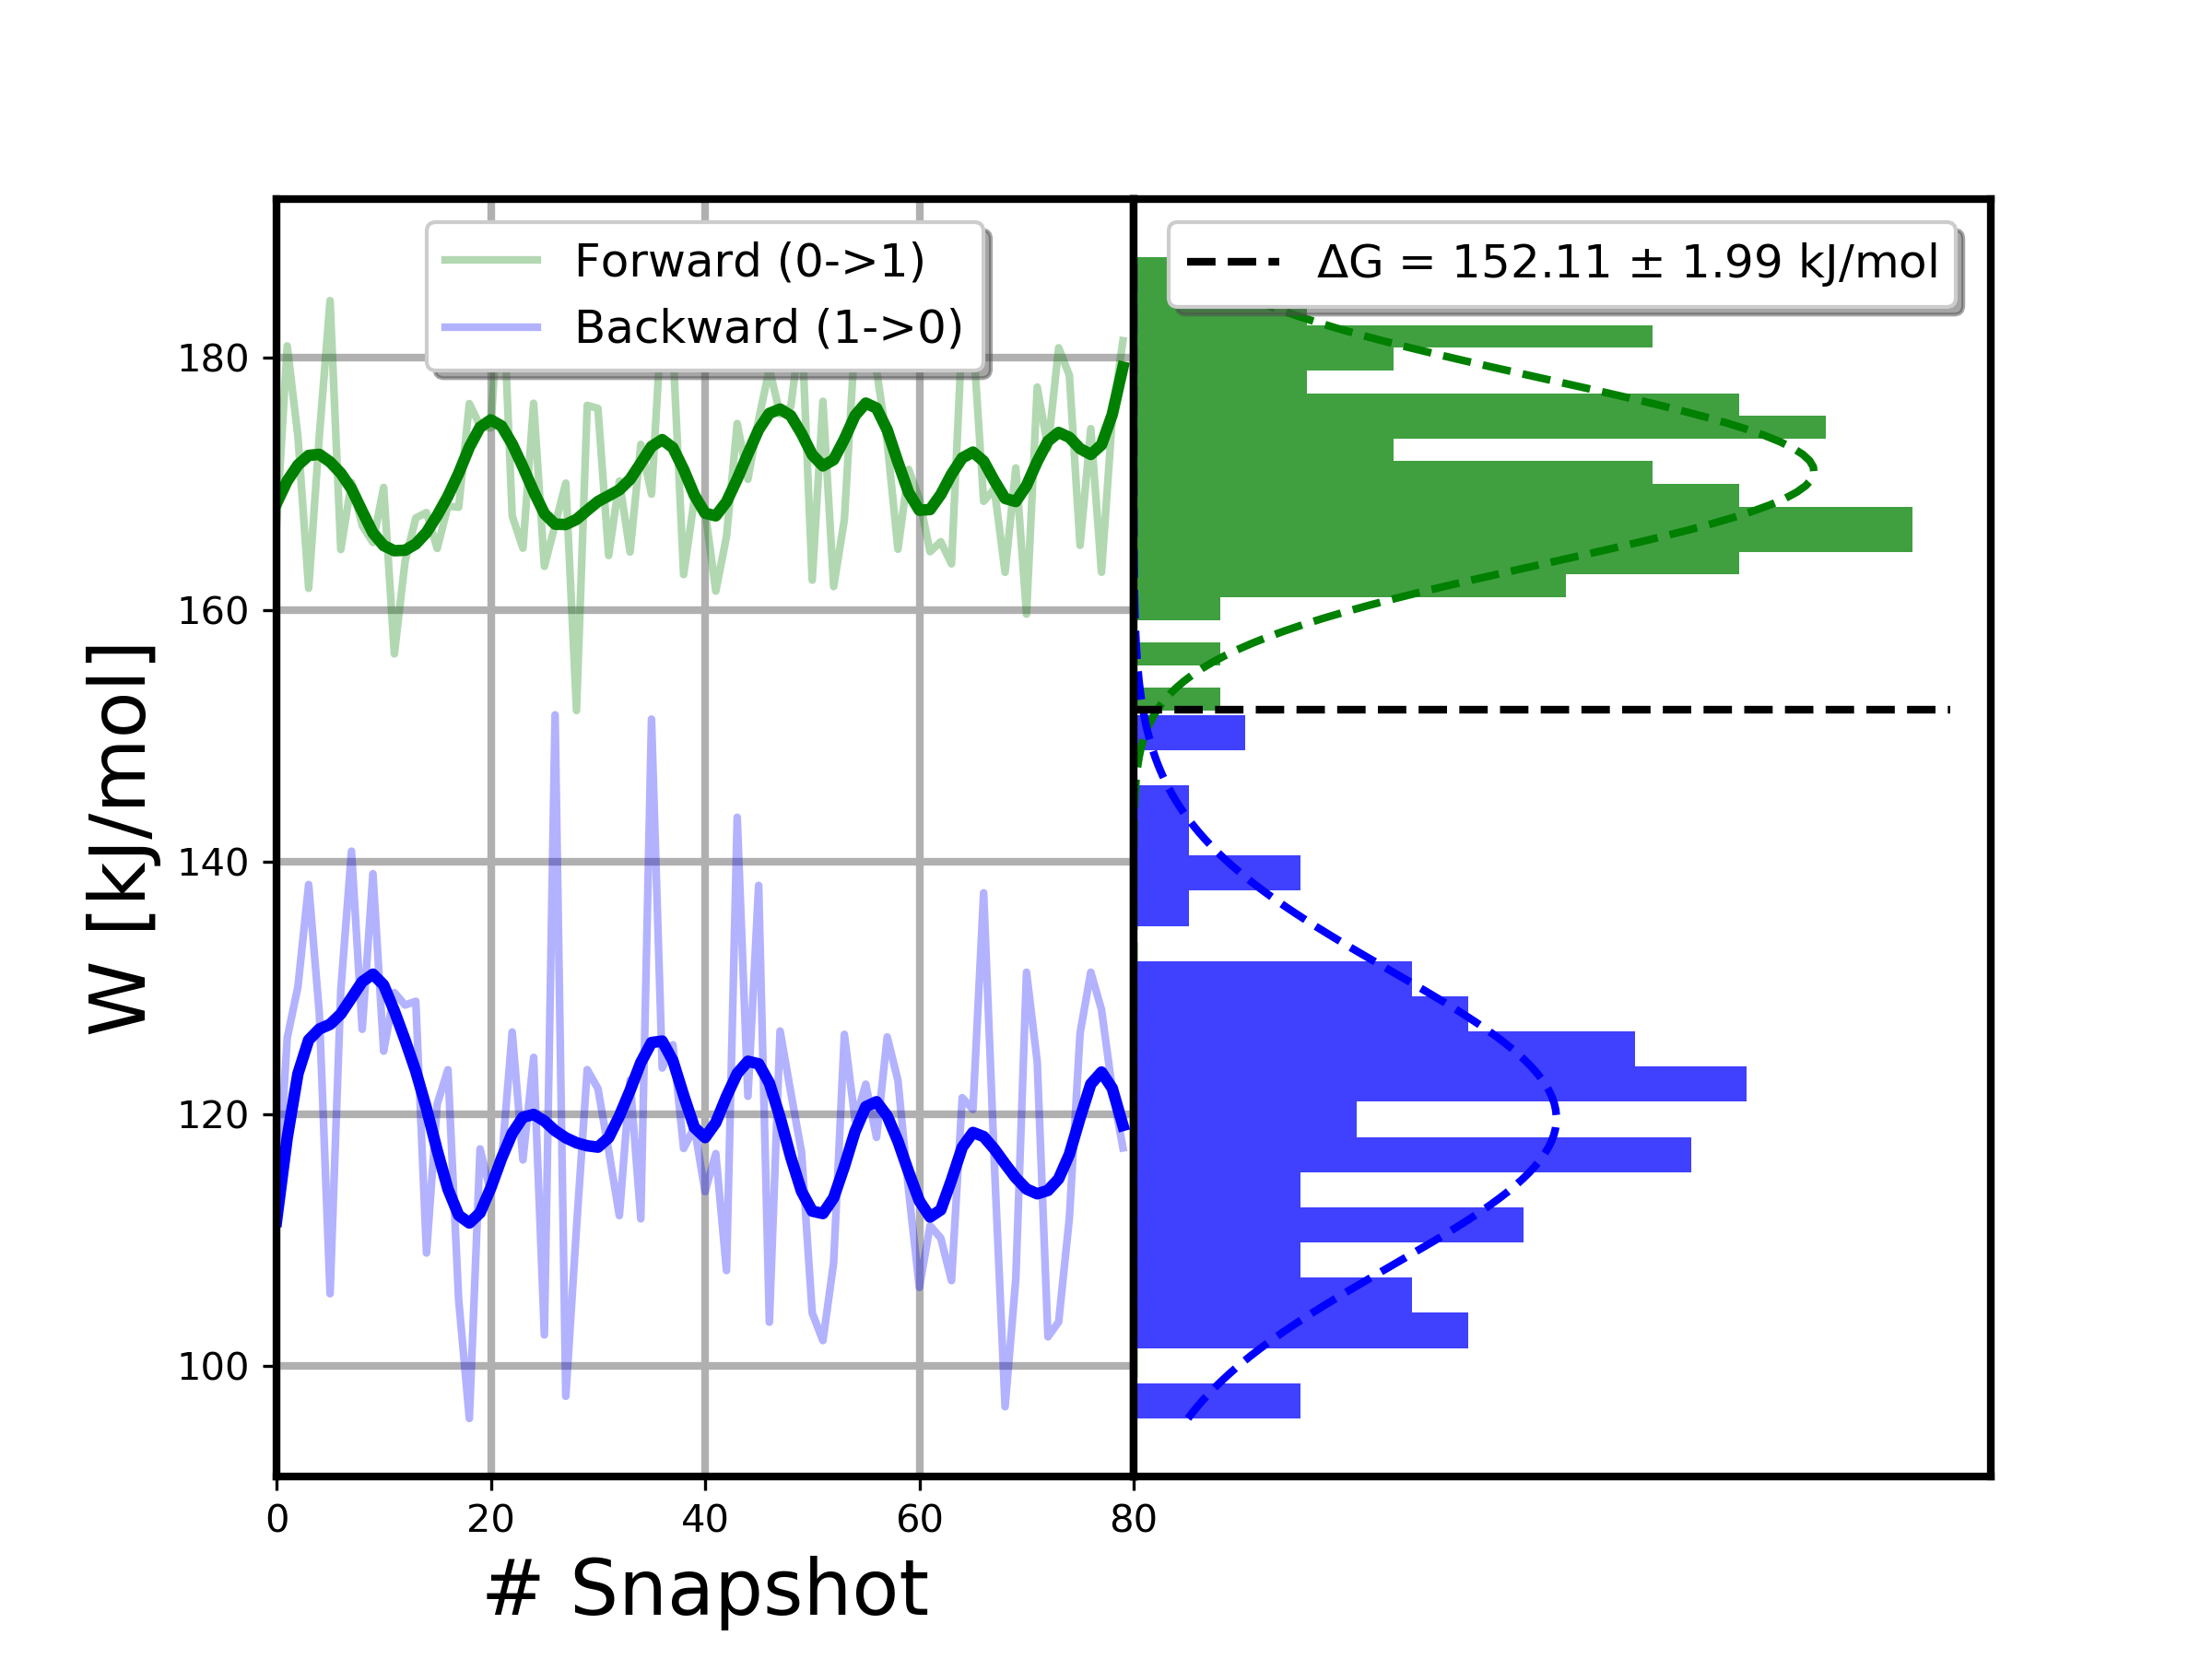 Forward (0->1)
Backward (1->0)
ΔG = 152.11 ± 1.99 kJ/mol
W [kJ/mol]
180
160
140
120
100
0 20 40 60 80
# Snapshot